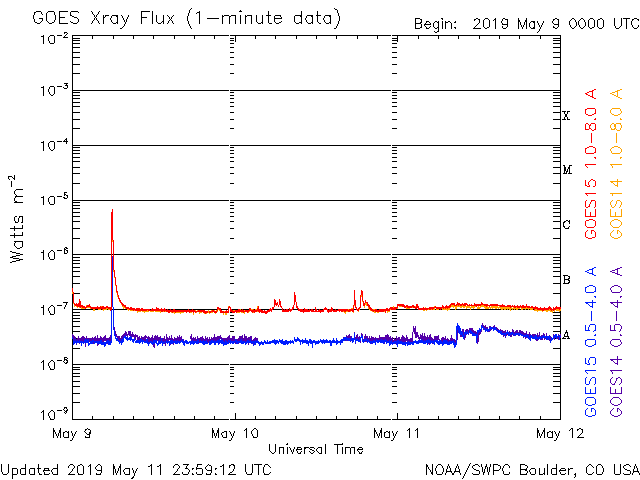 GOES Xray Flux (1-minute data)
Begin: 2019 May 9 0000 UTC
10⁻²
10⁻³
10⁻⁴
10⁻⁵
10⁻⁶
10⁻⁷
10⁻⁸
10⁻⁹
Watts m⁻²
X
M
C
B
A
GOES15 1.0-8.0 A
GOES14 1.0-8.0 A
GOES15 0.5-4.0 A
GOES14 0.5-4.0 A
May 9
May 10
May 11
May 12
Universal Time
Updated 2019 May 11 23:59:12 UTC
NOAA/SWPC Boulder, CO USA